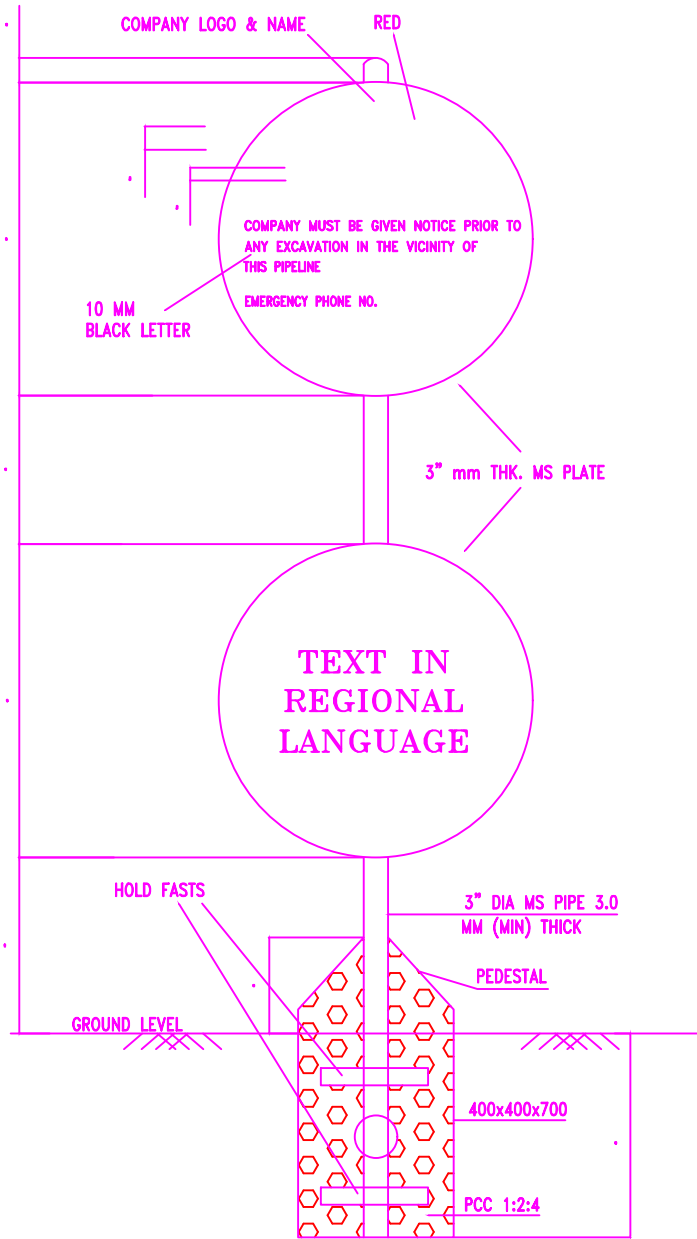 COMPANY LOGO & NAME
RED
COMPANY MUST BE GIVEN NOTICE PRIOR TO
ANY EXCAVATION IN THE VICINITY OF
THIS PIPELINE
EMERGENCY PHONE NO.
10 MM
BLACK LETTER
3" mm THK. MS PLATE
TEXT IN
REGIONAL
LANGUAGE
HOLD FASTS
3" DIA MS PIPE 3.0
MM (MIN) THICK
PEDESTAL
GROUND LEVEL
400x400x700
PCC 1:2:4